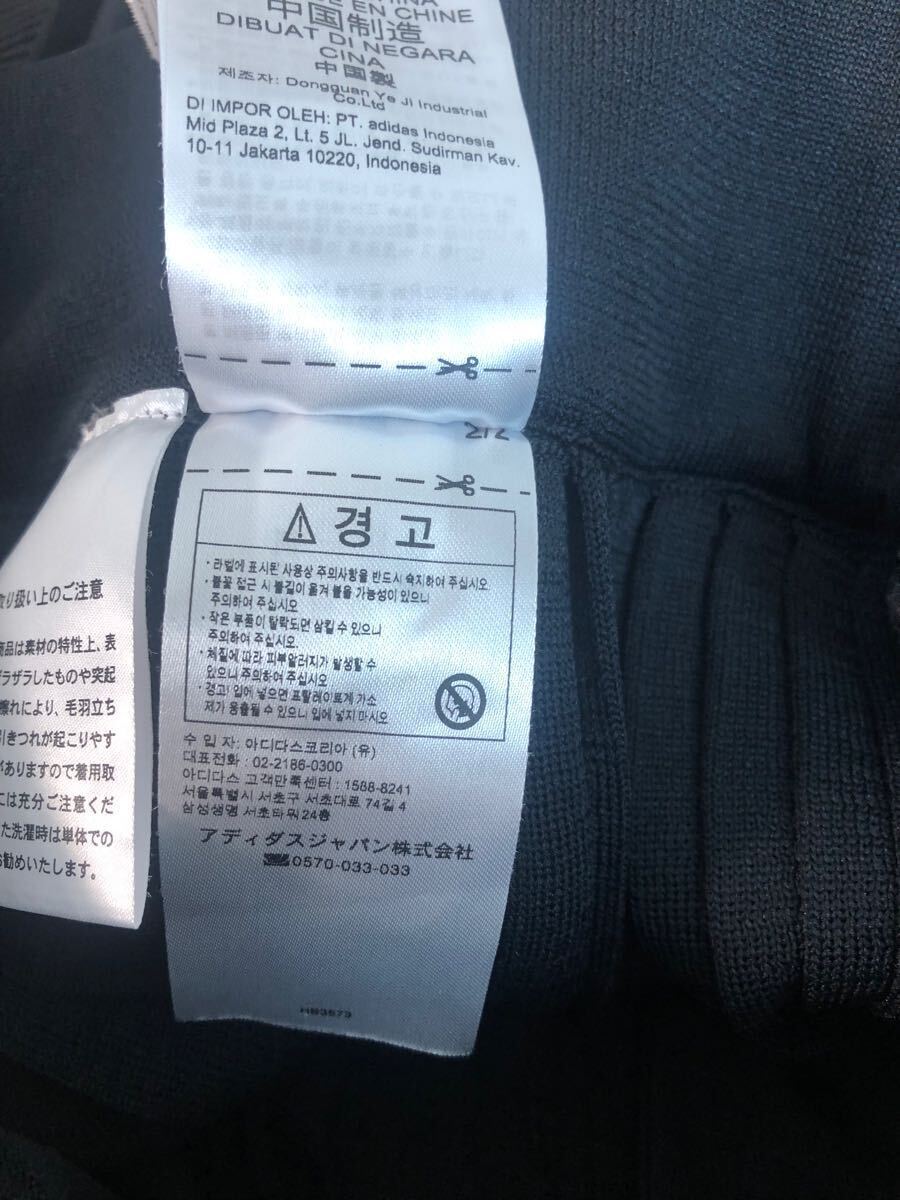 EN CHINE
中国制造
DIBUAT DI NEGARA
CINA
中国製
제조자: Dongguan Ye Ji Industrial
Co.Ltd
DI IMPOR OLEH: PT. adidas Indonesia
Mid Plaza 2, Lt. 5 JL. Jend. Sudirman Kav.
10-11 Jakarta 10220, Indonesia
2/2
경 고
· 라벨에 표시된 사용상 주의사항을 반드시 숙지하여 주십시오.
· 불꽃 접근 시 불길이 옮겨 붙을 가능성이 있으니
주의하여 주십시오
· 작은 부품이 탈락되면 삼킬 수 있으니
주의하여 주십시오.
· 체질에 따라 피부알러지가 발생할 수
있으니 주의하여 주십시오
· 경고! 입에 넣으면 프탈레이트계 가소
제가 용출될 수 있으니 입에 넣지 마시오
수 입 자: 아디다스코리아 (유)
대표전화 : 02-2186-0300
아디다스 고객만족센터 : 1588-8241
서울특별시 서초구 서초대로 74길 4
삼성생명 서초타워 24층
アディダスジャパン株式会社
0570-033-033
HB3573
り扱い上のご注意
商品は素材の特性上、表
ザラザラしたものや突起
擦れにより、毛羽立ち
引きつれが起こりやす
がありますので着用取
には充分ご注意くだ
た洗濯時は単体での
お勧めいたします。